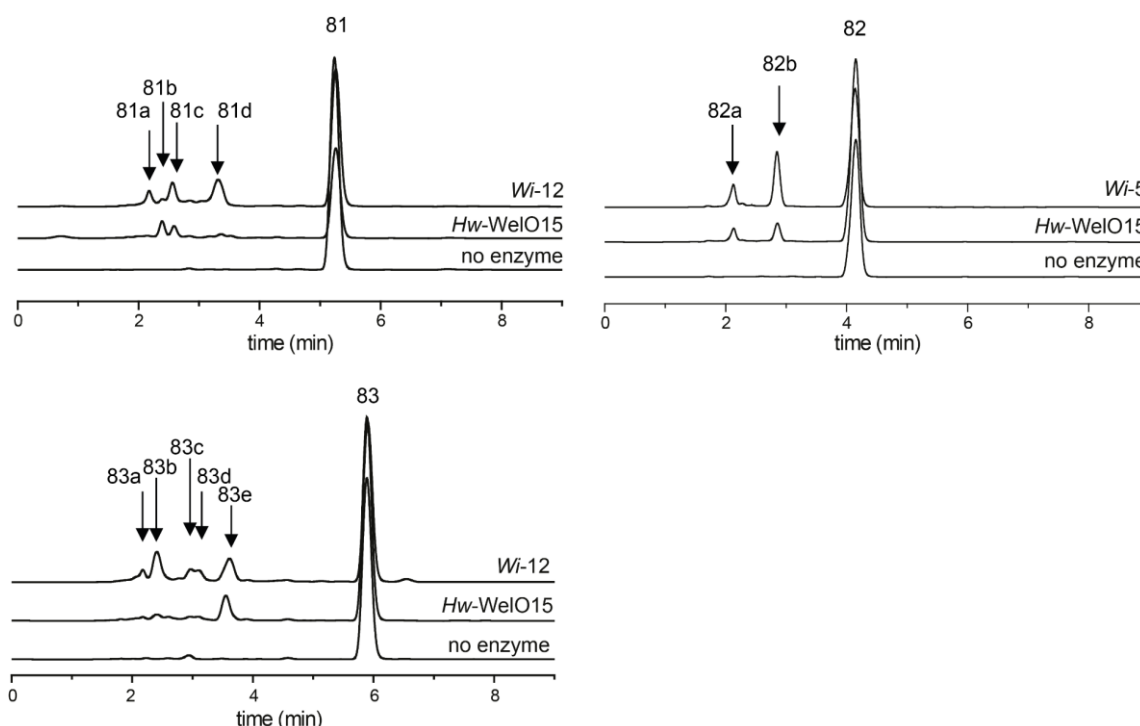 81
81b
81a
81c
81d
Wi-12
Hw-WelO15
no enzyme
0 2 4 6 8
time (min)
82
82b
82a
Wi-5
Hw-WelO15
no enzyme
0 2 4 6 8
time (min)
83
83c
83a
83b
83d
83e
Wi-12
Hw-WelO15
no enzyme
0 2 4 6 8
time (min)